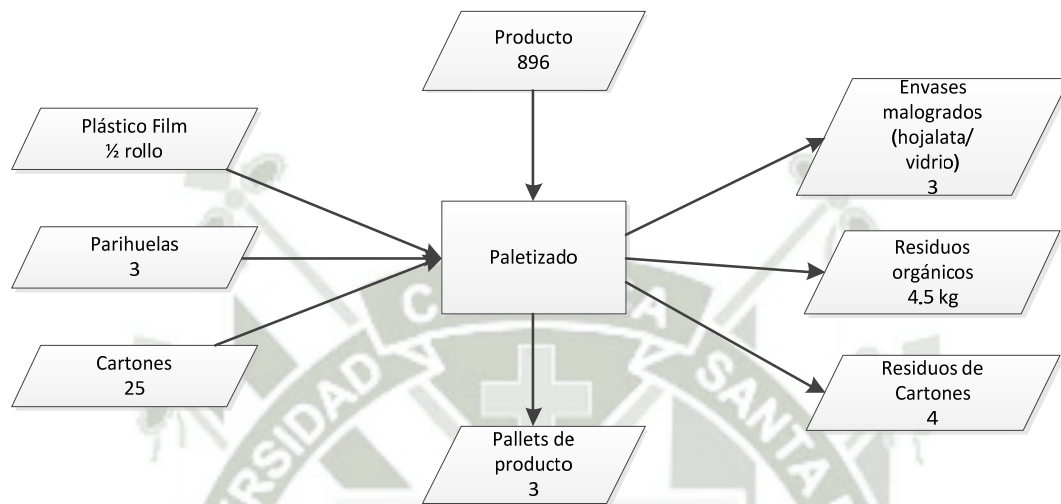 Producto
896
Plástico Film
½ rollo
Envases
malogrados
(hojalata/
vidrio)
3
Parihuelas
3
Paletizado
Residuos
orgánicos
4.5 kg
Cartones
25
Residuos de
Cartones
4
Pallets de
producto
3
SANTA